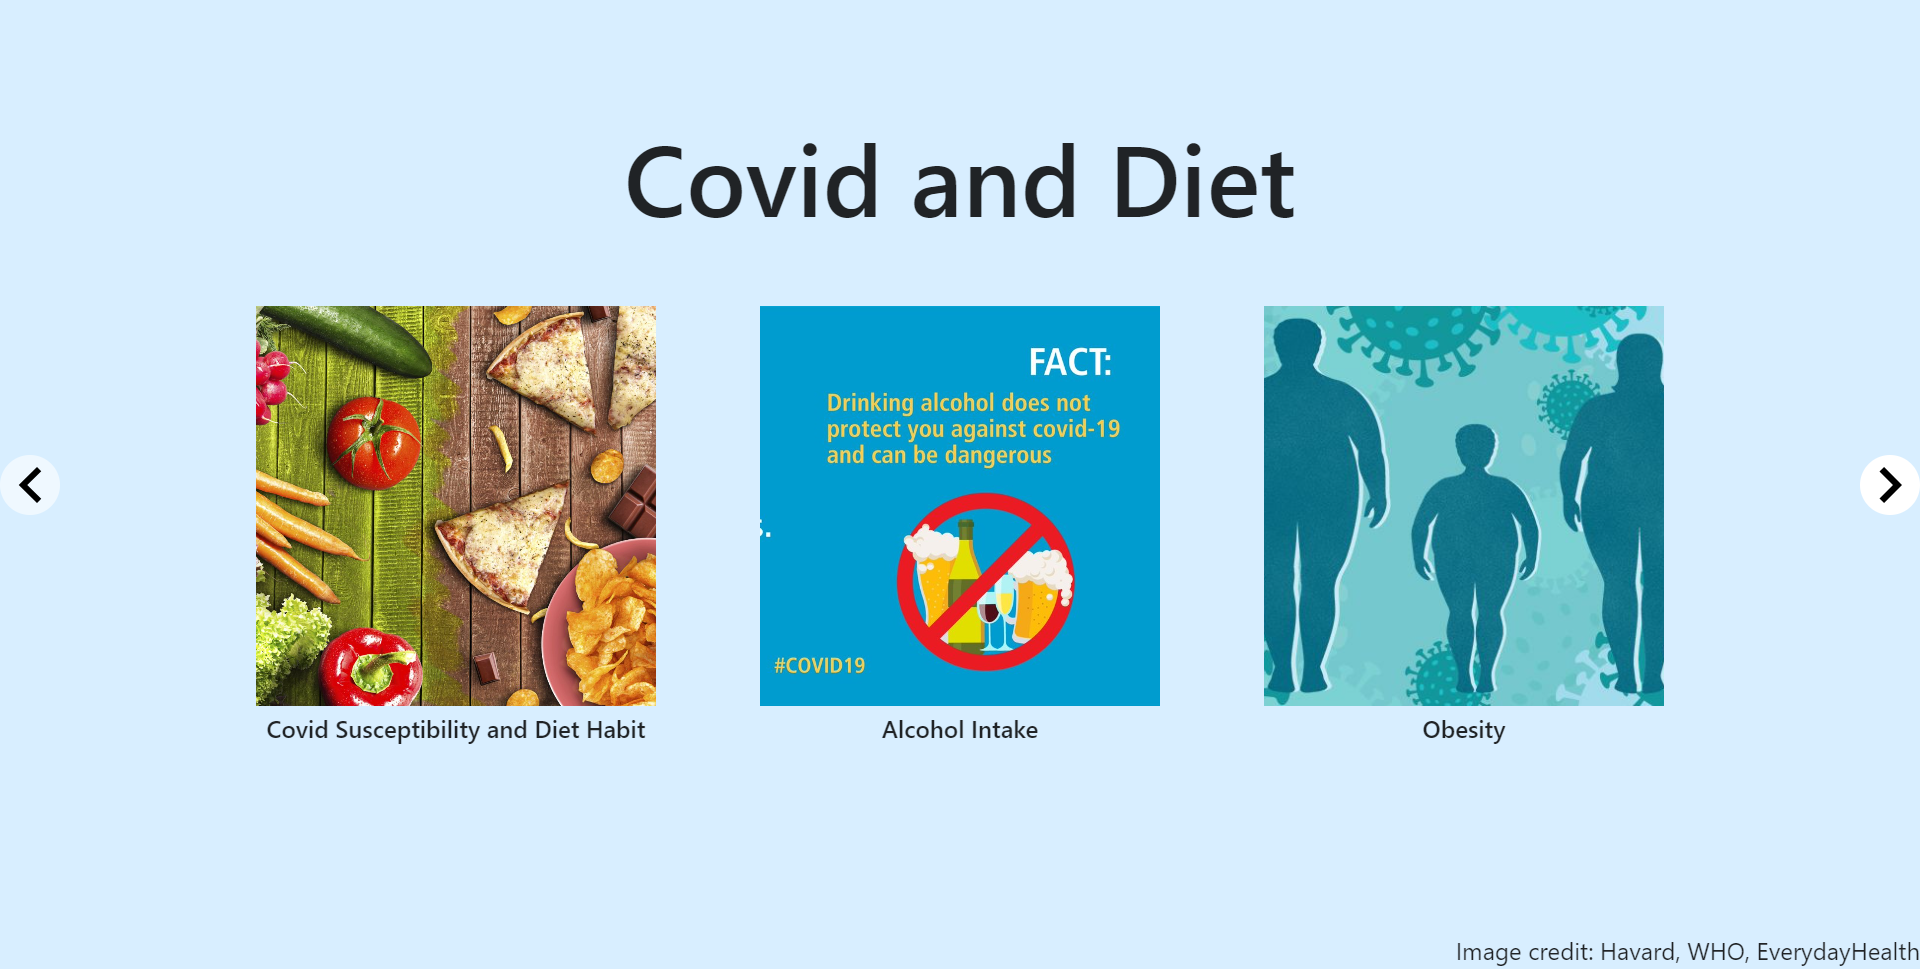 Covid and Diet
FACT:
Drinking alcohol does not
protect you against covid-19
and can be dangerous
#COVID19
Covid Susceptibility and Diet Habit
Alcohol Intake
Obesity
Image credit: Havard, WHO, EverydayHealth